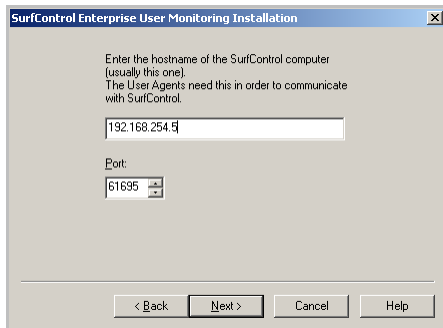 SurfControl Enterprise User Monitoring Installation
Enter the hostname of the SurfControl computer
(usually this one).
The User Agents need this in order to communicate
with SurfControl.
192.168.254.5
Port:
61695
< Back
Next >
Cancel
Help